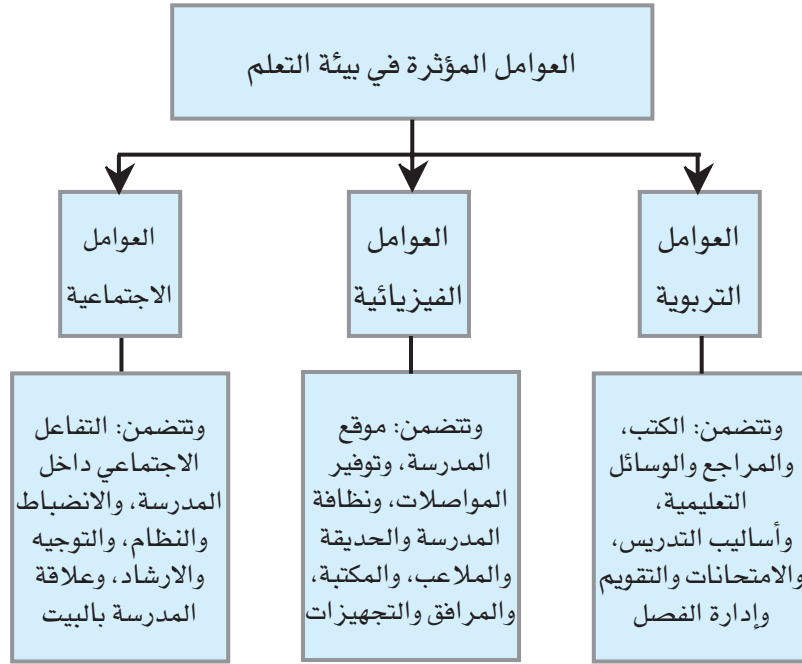 العوامل المؤثرة في بيئة التعلم
العوامل
التربوية
وتتضمن: الكتب،
والمراجع والوسائل
التعليمية،
وأساليب التدريس،
والامتحانات والتقويم
وإدارة الفصل
العوامل
الفيزيائية
وتتضمن: موقع
المدرسة، وتوفير
المواصلات، ونظافة
المدرسة والحديقة
والملاعب، والمكتبة،
والمرافق والتجهيزات
العوامل
الاجتماعية
وتتضمن: التفاعل
الاجتماعي داخل
المدرسة، والانضباط
والنظام، والتوجيه
والارشاد، وعلاقة
المدرسة بالبيت